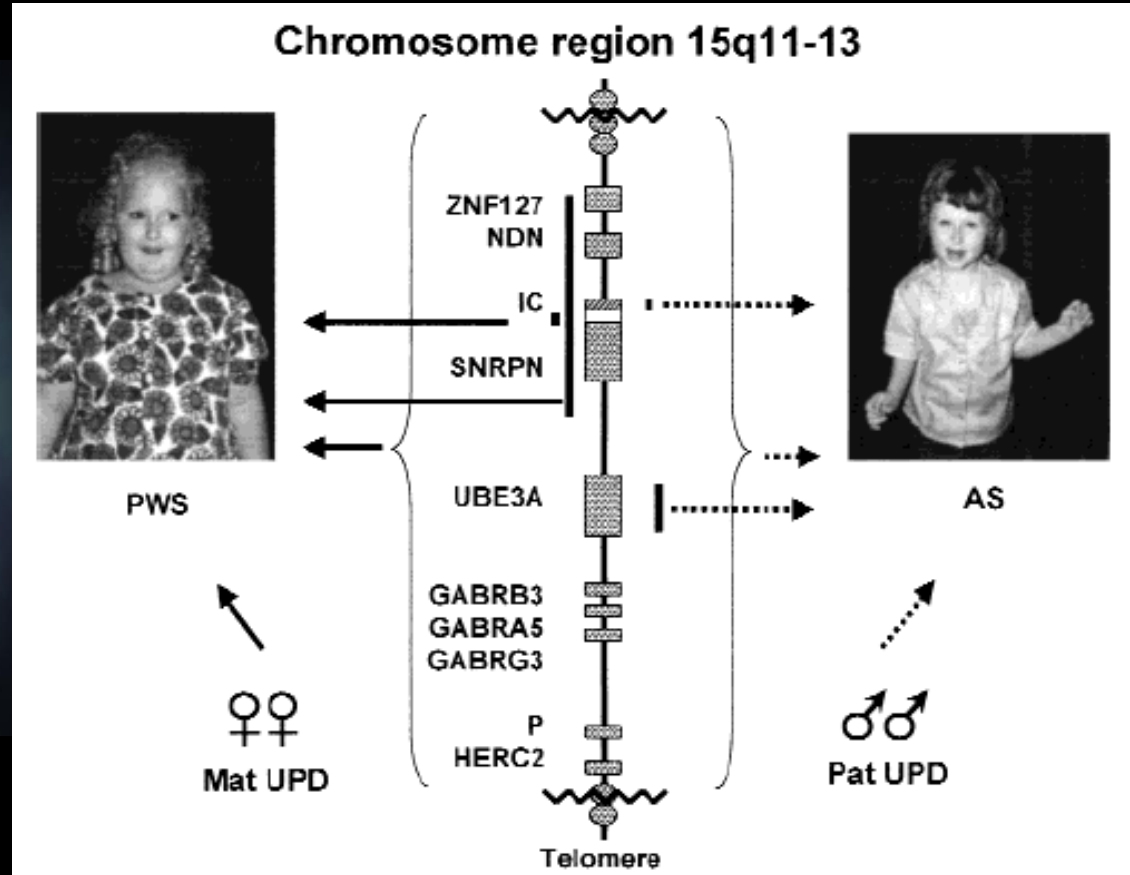 Chromosome region 15q11-13
ZNF127
NDN
IC
SNRPN
PWS
UBE3A
AS
GABRB3
GABRA5
GABRG3
♀♀
Mat UPD
P
HERC2
♂♂
Pat UPD
Telomere